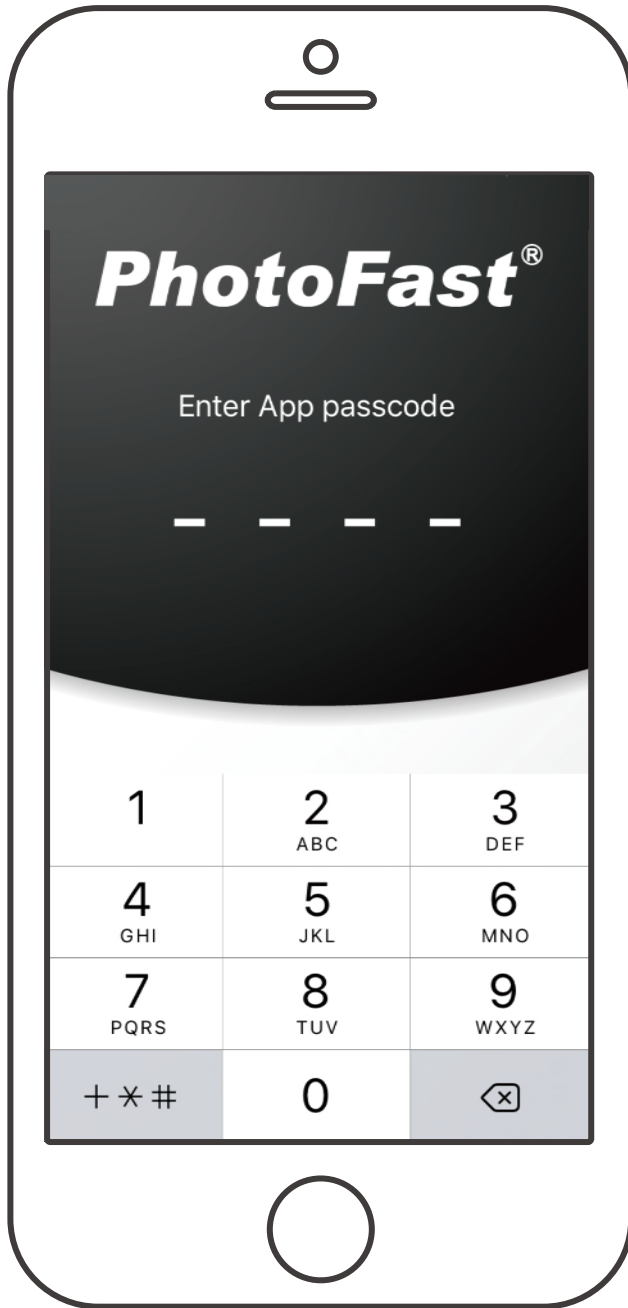 PhotoFast®
Enter App passcode
1 2 3
ABC DEF
4 5 6
GHI JKL MNO
7 8 9
PQRS TUV WXYZ
+*# 0